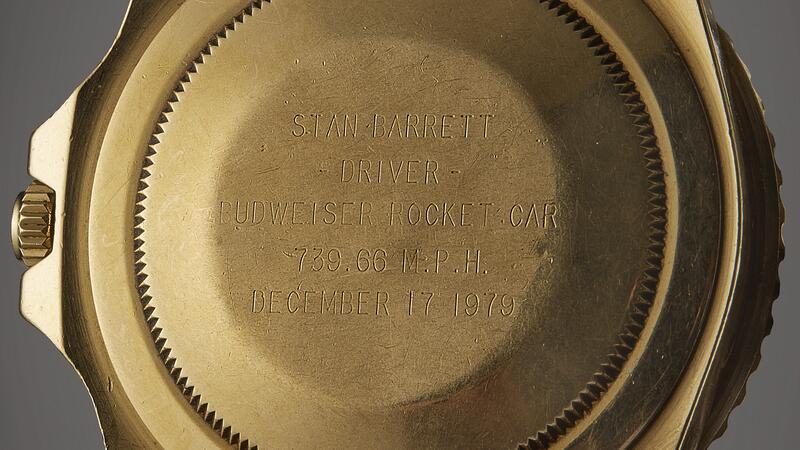 STAN BARRETT
- DRIVER -
BUDWEISER ROCKET CAR
739.66 M.P.H.
DECEMBER 17 1979